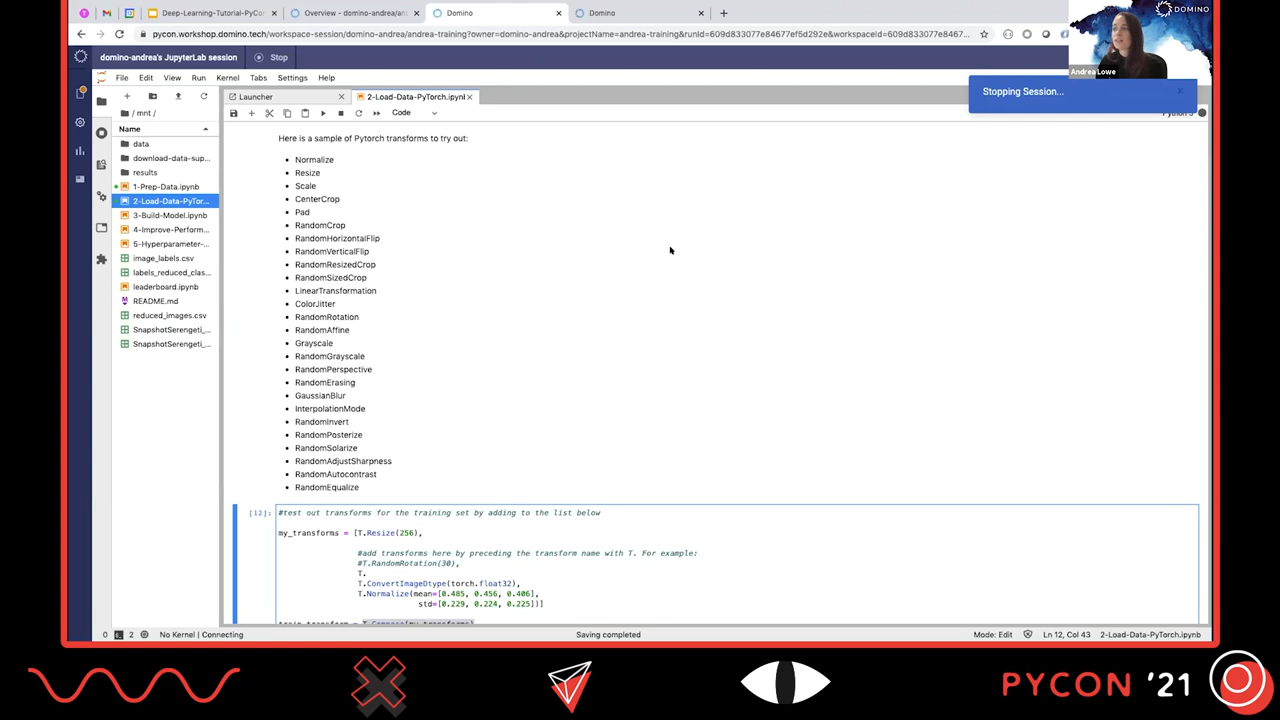 Deep-Learning-Tutorial-PyCon
Overview - domino-andrea/an
Domino
Domino
pycon.workshop.domino.tech/workspace-session/domino-andrea/andrea-training?owner=domino-andrea&projectName=andrea-training&runId=609d833077e84677ef5d292e&workspaceId=609d833077e8467...
DOMINO
Andrea Lowe
domino-andrea's JupyterLab session
Stop
Stopping Session...
File Edit View Run Kernel Tabs Settings Help
Launcher
2-Load-Data-PyTorch.ipynb
/ mnt /
Code
Name
data
download-data-sup...
results
1-Prep-Data.ipynb
2-Load-Data-PyTor...
3-Build-Model.ipynb
4-Improve-Perform...
5-Hyperparameter-...
image_labels.csv
labels_reduced_clas...
leaderboard.ipynb
README.md
reduced_images.csv
SnapshotSerengeti_...
SnapshotSerengeti_...
Here is a sample of Pytorch transforms to try out:
Normalize
Resize
Scale
CenterCrop
Pad
RandomCrop
RandomHorizontalFlip
RandomVerticalFlip
RandomResizedCrop
RandomSizedCrop
LinearTransformation
ColorJitter
RandomRotation
RandomAffine
Grayscale
RandomGrayscale
RandomPerspective
RandomErasing
GaussianBlur
InterpolationMode
RandomInvert
RandomPosterize
RandomSolarize
RandomAdjustSharpness
RandomAutocontrast
RandomEqualize
[12]:
#test out transforms for the training set by adding to the list below
my_transforms = [T.Resize(256),
#add transforms here by preceding the transform name with T. For example:
#T.RandomRotation(30),
T.
T.ConvertImageDtype(torch.float32),
T.Normalize(mean=[0.485, 0.456, 0.406],
std=[0.229, 0.224, 0.225])]
train_transform = T.Compose(my_transforms)
0 2 No Kernel | Connecting
Saving completed
Mode: Edit Ln 12, Col 43 2-Load-Data-PyTorch.ipynb
PYCON '21